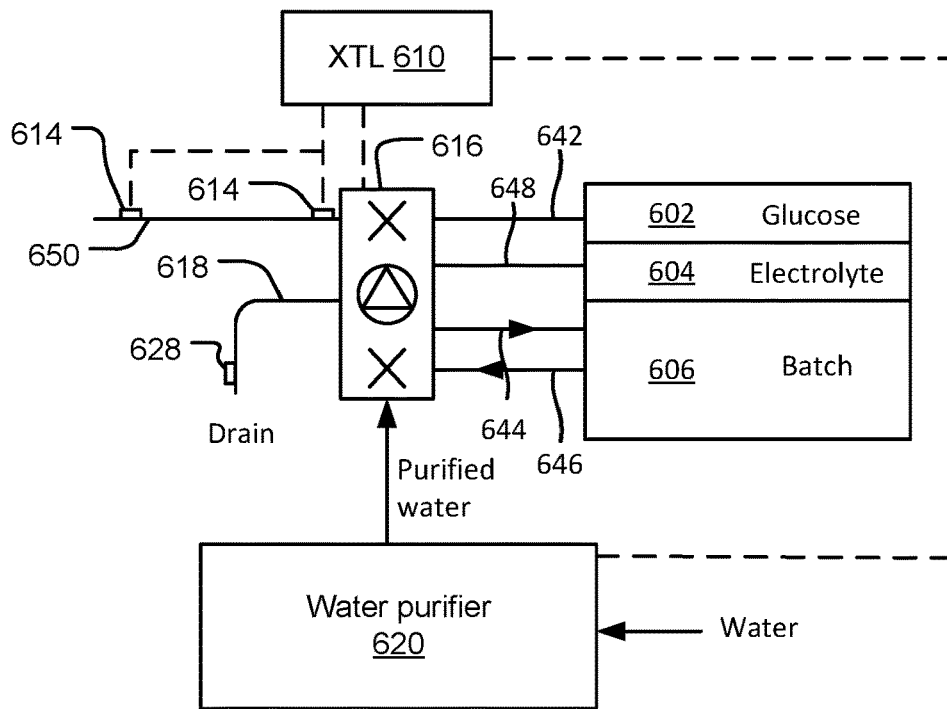 XTL 610
614
616
642
614
648
602 Glucose
650
618
604 Electrolyte
628
606 Batch
Drain
644
646
Purified
water
Water purifier
620
Water